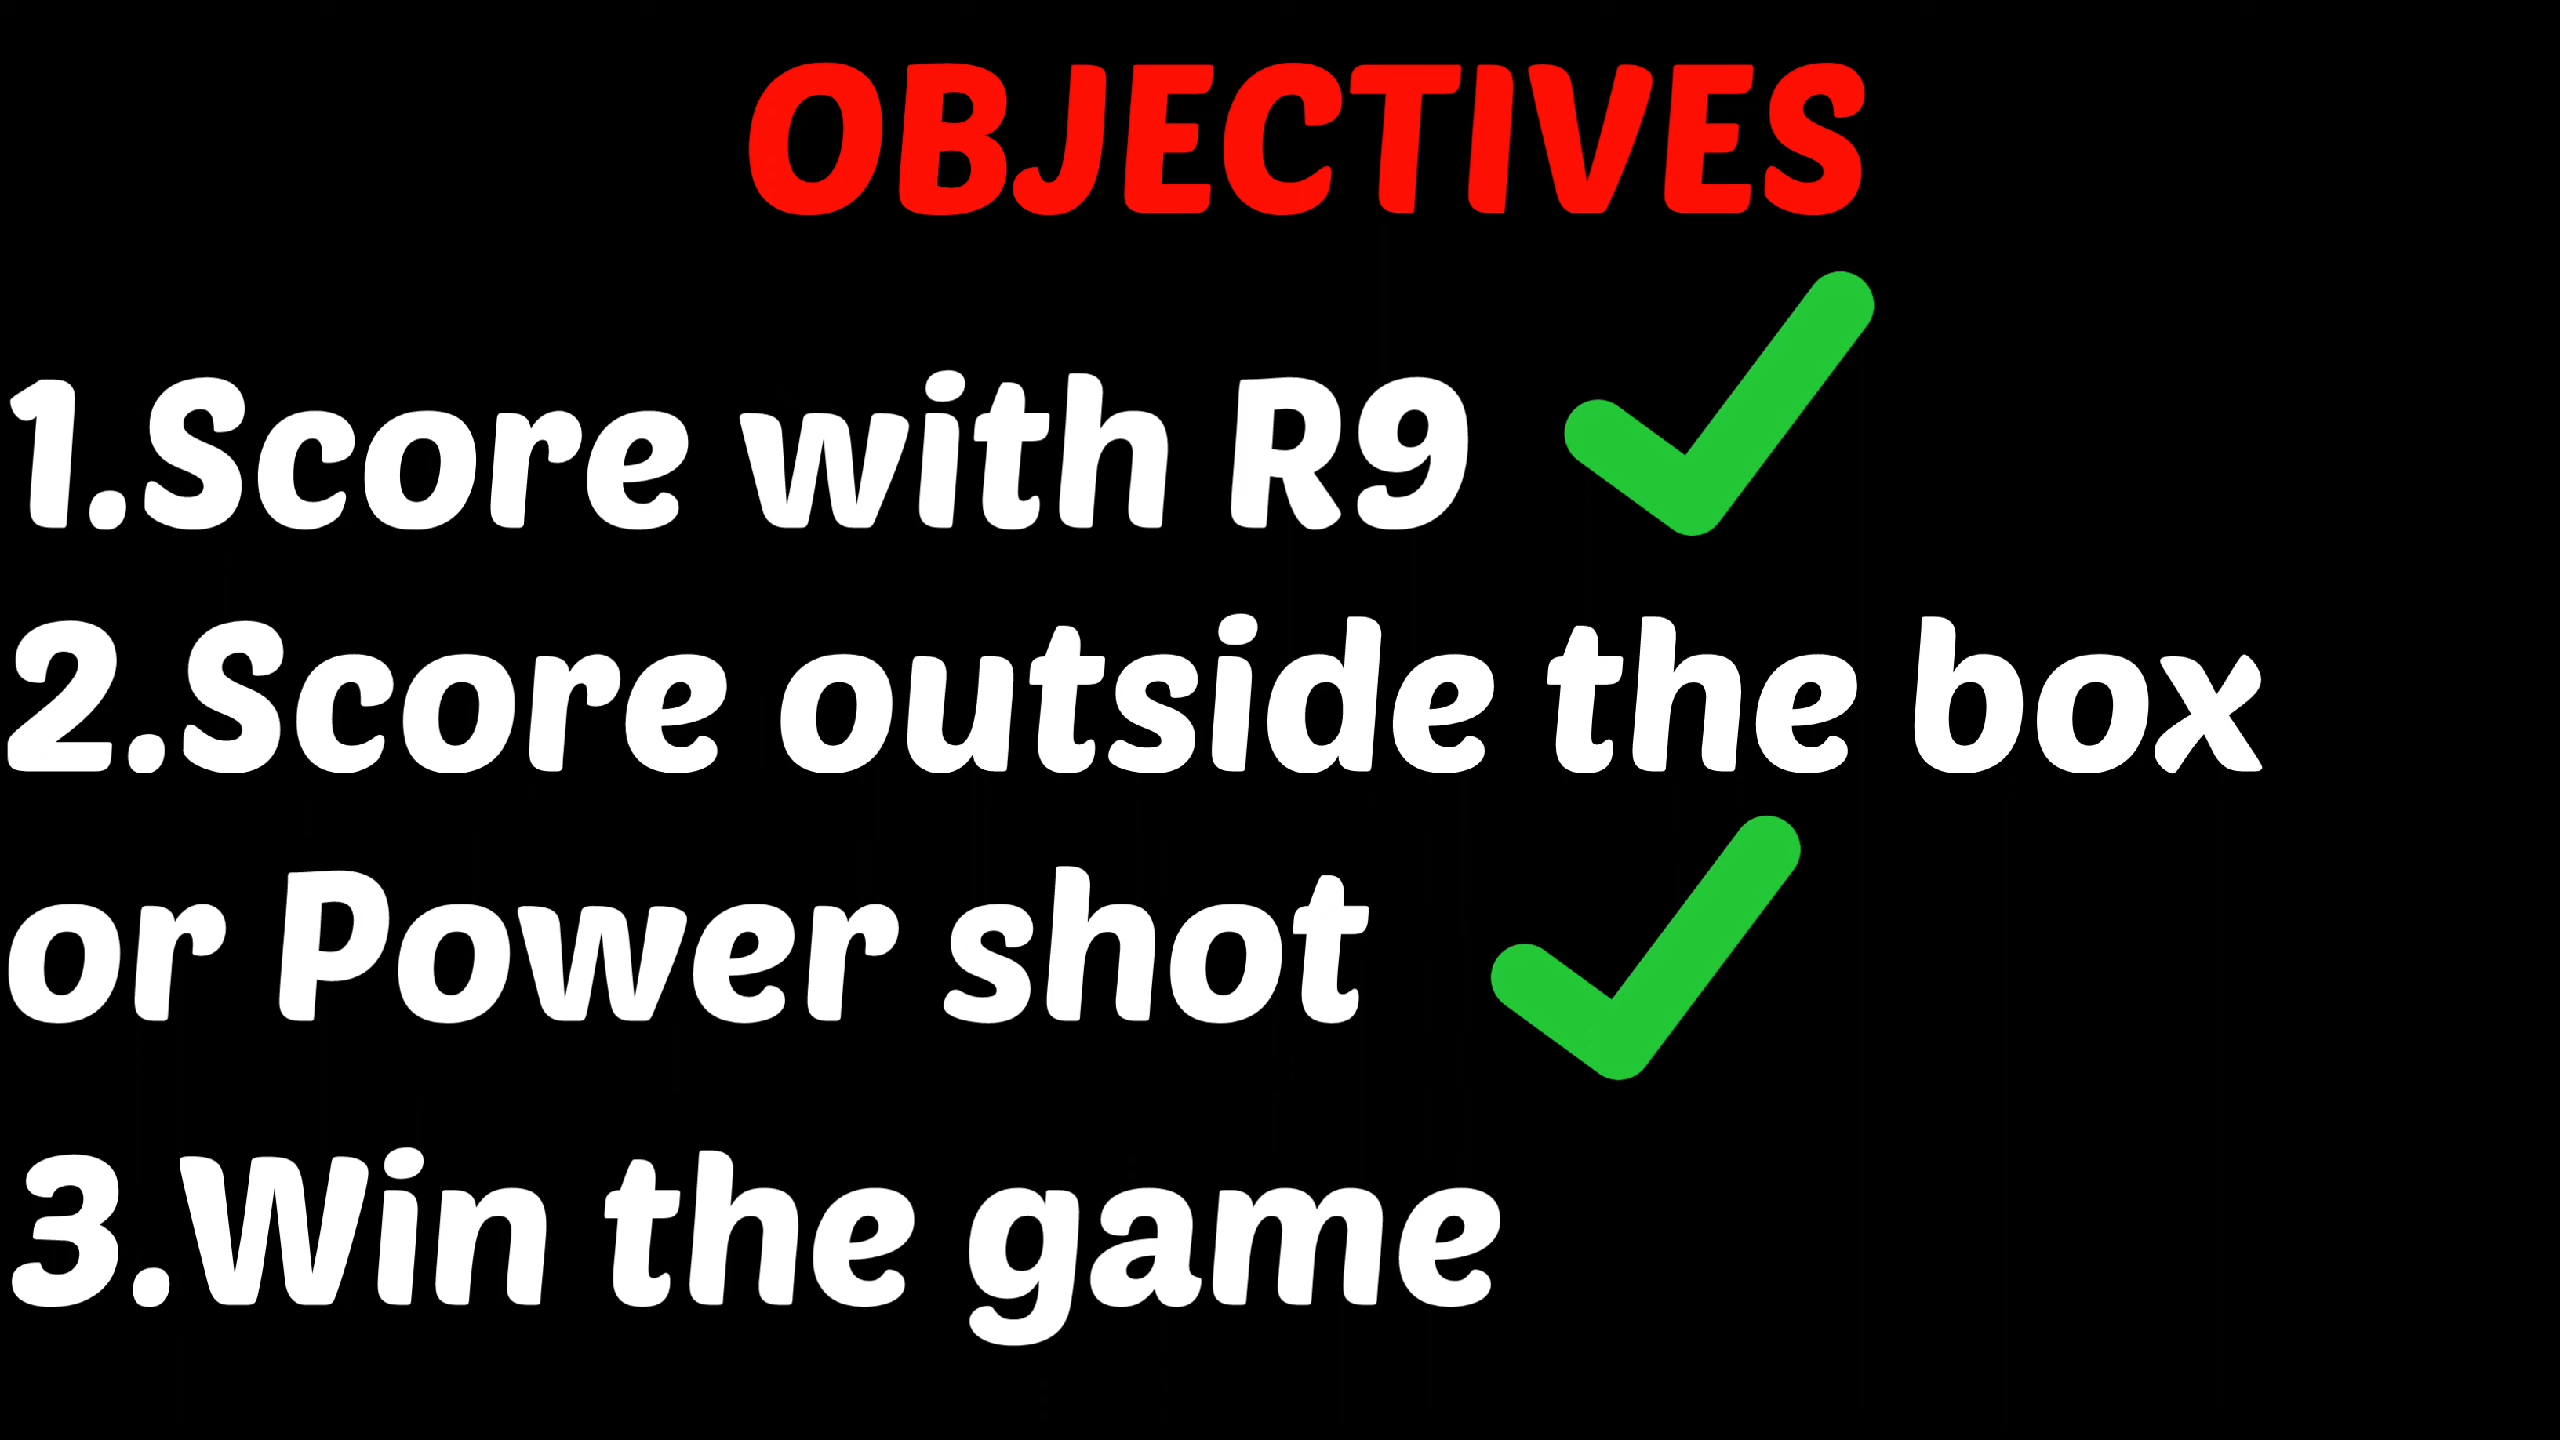 OBJECTIVES
1.Score with R9
2.Score outside the box
or Power shot
3.Win the game